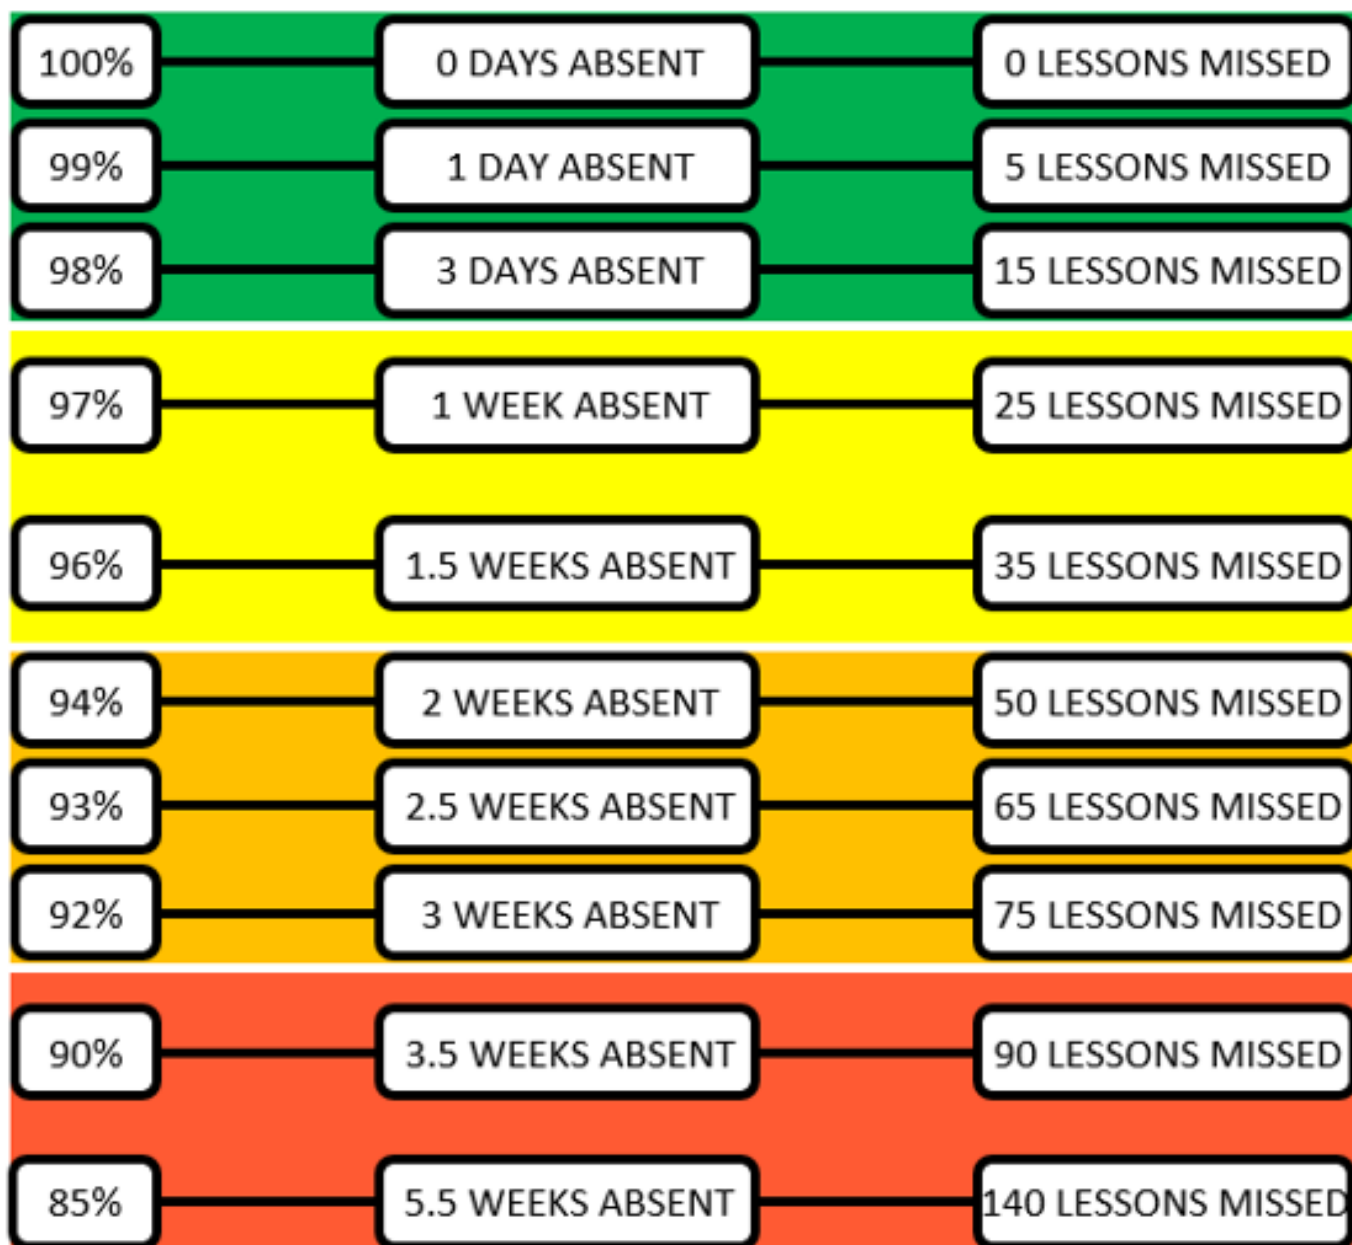 100% 0 DAYS ABSENT 0 LESSONS MISSED
99% 1 DAY ABSENT 5 LESSONS MISSED
98% 3 DAYS ABSENT 15 LESSONS MISSED
97% 1 WEEK ABSENT 25 LESSONS MISSED
96% 1.5 WEEKS ABSENT 35 LESSONS MISSED
94% 2 WEEKS ABSENT 50 LESSONS MISSED
93% 2.5 WEEKS ABSENT 65 LESSONS MISSED
92% 3 WEEKS ABSENT 75 LESSONS MISSED
90% 3.5 WEEKS ABSENT 90 LESSONS MISSED
85% 5.5 WEEKS ABSENT 140 LESSONS MISSED